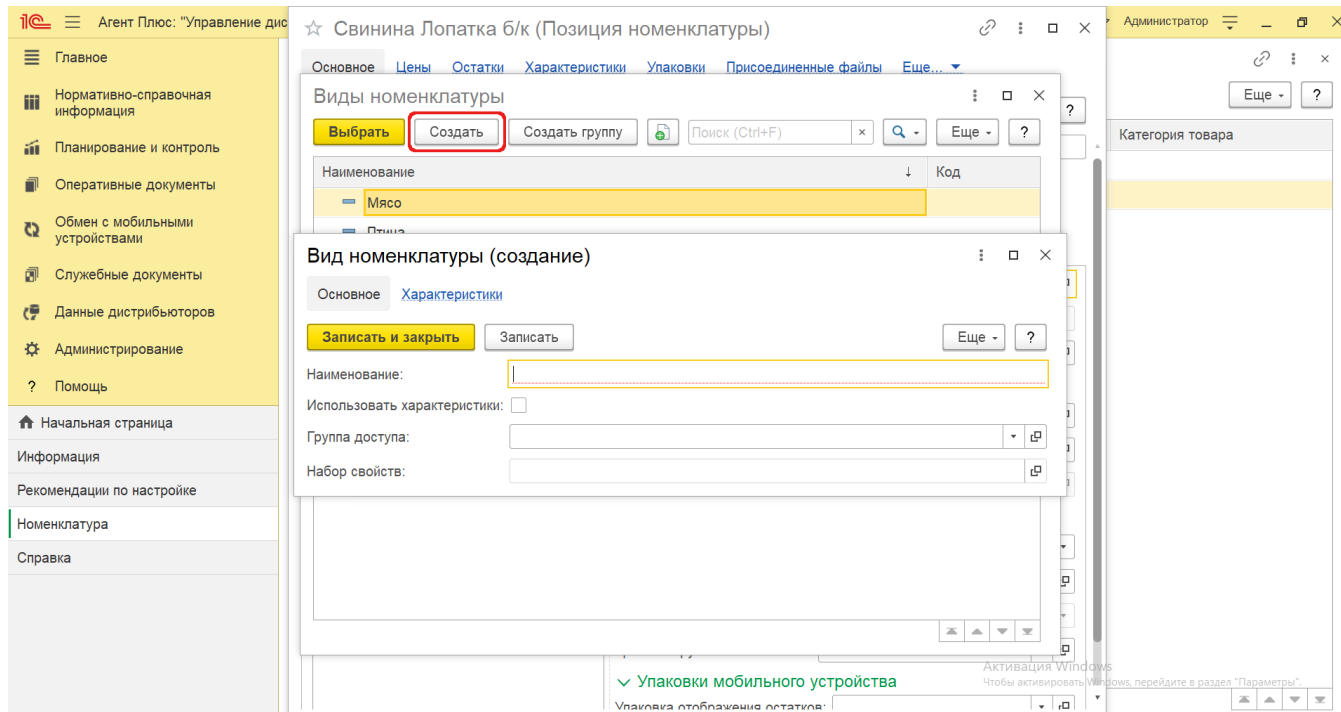 1С Агент Плюс: "Управление дис
Администратор
Главное
Нормативно-справочная
информация
Планирование и контроль
Оперативные документы
Обмен с мобильными
устройствами
Служебные документы
Данные дистрибьюторов
Администрирование
? Помощь
Начальная страница
Информация
Рекомендации по настройке
Номенклатура
Справка
Свинина Лопатка б/к (Позиция номенклатуры)
Основное Цены Остатки Характеристики Упаковки Присоединенные файлы Еще...
?
Еще ?
Категория товара
Виды номенклатуры
Выбрать Создать Создать группу Поиск (Ctrl+F) × Еще ?
Наименование ↓ Код
Мясо
Птица
Вид номенклатуры (создание)
Основное Характеристики
Записать и закрыть Записать Еще ?
Наименование:
Использовать характеристики:
Группа доступа:
Набор свойств:
Упаковки мобильного устройства
Упаковка отображения остатков:
Активация Windows
Чтобы активировать Windows, перейдите в раздел "Параметры".